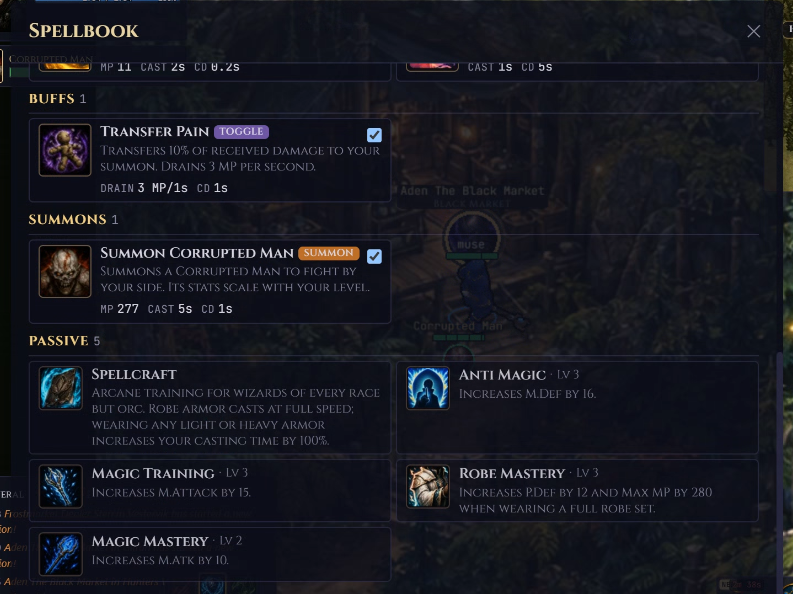 SPELLBOOK
CORRUPTED MAN
MP 11 CAST 2s CD 0.2s
CAST 1s CD 5s
BUFFS 1
TRANSFER PAIN TOGGLE
TRANSFERS 10% OF RECEIVED DAMAGE TO YOUR
SUMMON. DRAINS 3 MP PER SECOND.
DRAIN 3 MP/1s CD 1s
Aden The Black Market
BLACK MARKET
SUMMONS 1
muse
SUMMON CORRUPTED MAN SUMMON
SUMMONS A CORRUPTED MAN TO FIGHT BY
YOUR SIDE. ITS STATS SCALE WITH YOUR LEVEL.
MP 277 CAST 5s CD 1s
Corrupted Man
PASSIVE 5
SPELLCRAFT
ARCANE TRAINING FOR WIZARDS OF EVERY RACE
BUT ORC. ROBE ARMOR CASTS AT FULL SPEED;
WEARING ANY LIGHT OR HEAVY ARMOR
INCREASES YOUR CASTING TIME BY 100%.
ANTI MAGIC · LV 3
INCREASES M.DEF BY 16.
MAGIC TRAINING · LV 3
INCREASES M.ATTACK BY 15.
ROBE MASTERY · LV 3
INCREASES P.DEF BY 12 AND MAX MP BY 280
WHEN WEARING A FULL ROBE SET.
MAGIC MASTERY · LV 2
INCREASES M.ATK BY 10.